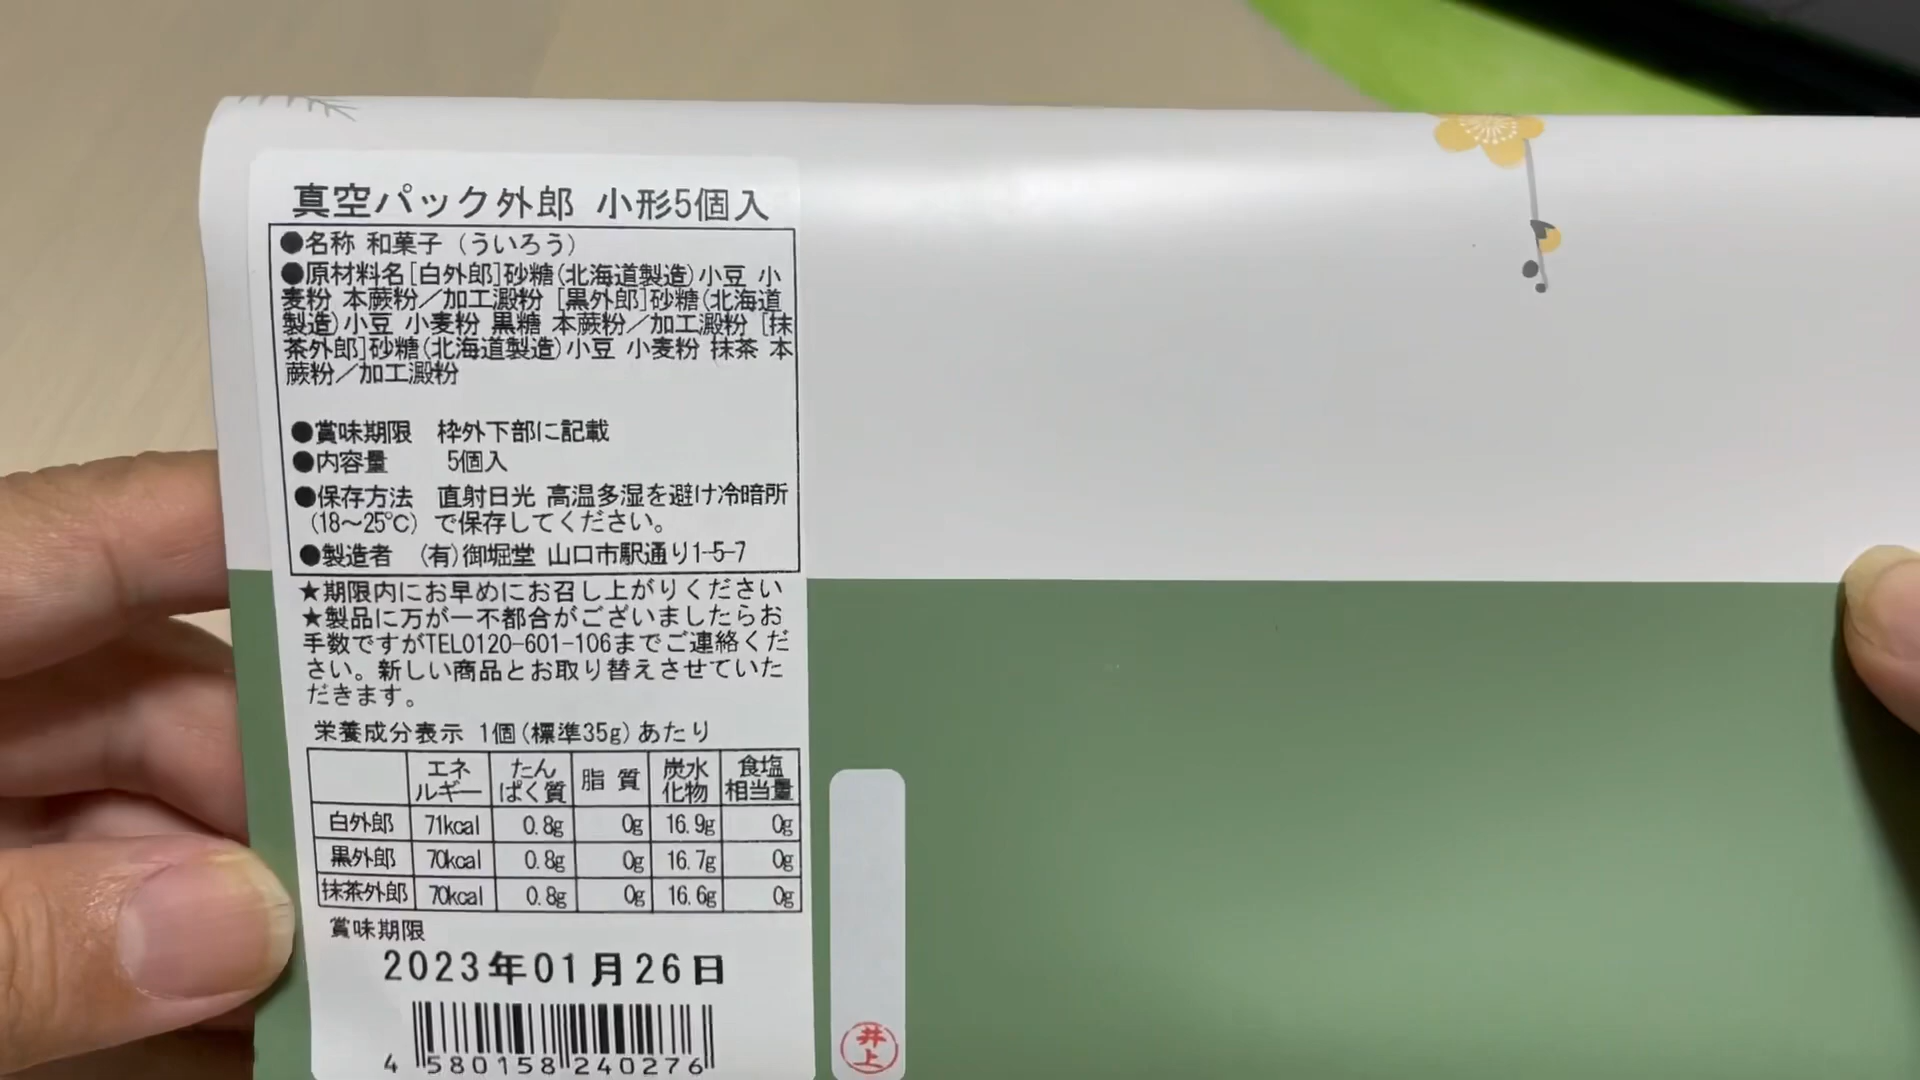 真空パック外郎 小形5個入
●名称 和菓子（ういろう）
●原材料名[白外郎]砂糖(北海道製造)小豆 小
麦粉 本蕨粉／加工澱粉 [黒外郎]砂糖(北海道
製造)小豆 小麦粉 黒糖 本蕨粉／加工澱粉 [抹
茶外郎]砂糖(北海道製造)小豆 小麦粉 抹茶 本
蕨粉／加工澱粉
●賞味期限 枠外下部に記載
●内容量 5個入
●保存方法 直射日光 高温多湿を避け冷暗所
(18～25℃) で保存してください。
●製造者 (有)御堀堂 山口市駅通り1-5-7
★期限内にお早めにお召し上がりください
★製品に万が一不都合がございましたらお
手数ですがTEL0120-601-106までご連絡くだ
さい。新しい商品とお取り替えさせていた
だきます。
栄養成分表示 1個(標準35g)あたり
エネルギー たんぱく質 脂質 炭水化物 食塩相当量
白外郎 71kcal 0.8g 0g 16.9g 0g
黒外郎 70kcal 0.8g 0g 16.7g 0g
抹茶外郎 70kcal 0.8g 0g 16.6g 0g
賞味期限
2023年01月26日
4 580158 240276
井上